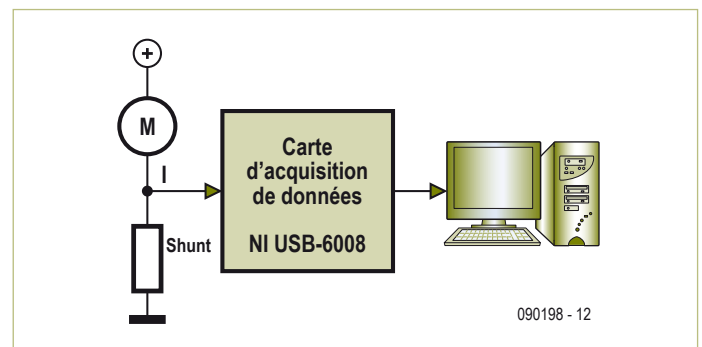 +
M
I
Shunt
Carte
d'acquisition
de données
NI USB-6008
090198 - 12